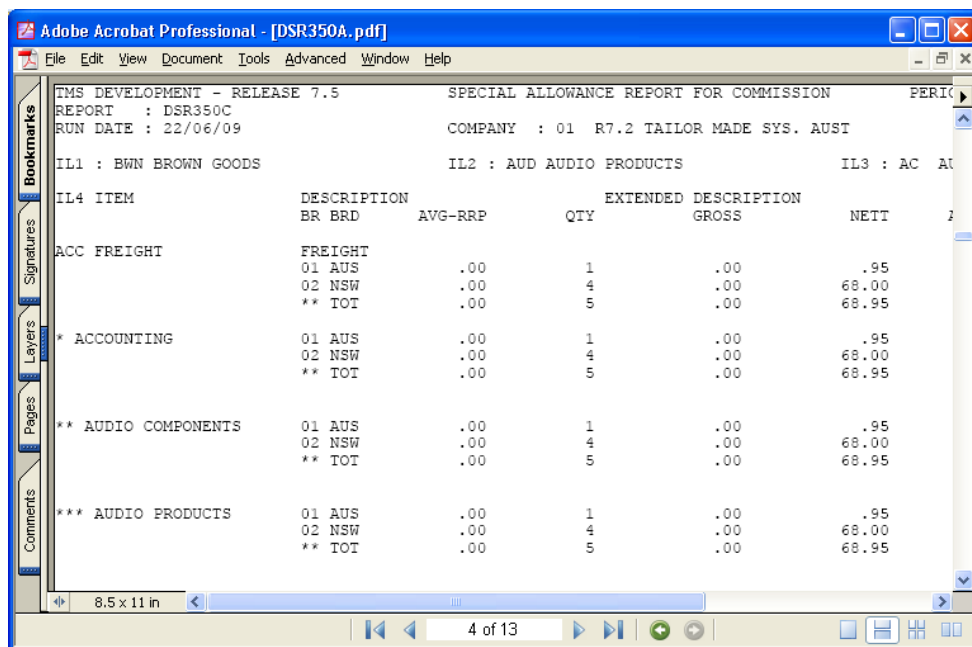 Adobe Acrobat Professional - [DSR350A.pdf]
File Edit View Document Tools Advanced Window Help
Bookmarks
Signatures
Layers
Pages
Comments
TMS DEVELOPMENT - RELEASE 7.5 SPECIAL ALLOWANCE REPORT FOR COMMISSION
REPORT : DSR350C
RUN DATE : 22/06/09 COMPANY : 01 R7.2 TAILOR MADE SYS. AUST
IL1 : BWN BROWN GOODS IL2 : AUD AUDIO PRODUCTS IL3 : AC
IL4 ITEM DESCRIPTION EXTENDED DESCRIPTION
BR BRD AVG-RRP QTY GROSS NETT
ACC FREIGHT FREIGHT
01 AUS .00 1 .00 .95
02 NSW .00 4 .00 68.00
** TOT .00 5 .00 68.95
* ACCOUNTING 01 AUS .00 1 .00 .95
02 NSW .00 4 .00 68.00
** TOT .00 5 .00 68.95
** AUDIO COMPONENTS 01 AUS .00 1 .00 .95
02 NSW .00 4 .00 68.00
** TOT .00 5 .00 68.95
*** AUDIO PRODUCTS 01 AUS .00 1 .00 .95
02 NSW .00 4 .00 68.00
** TOT .00 5 .00 68.95
8.5 x 11 in
4 of 13